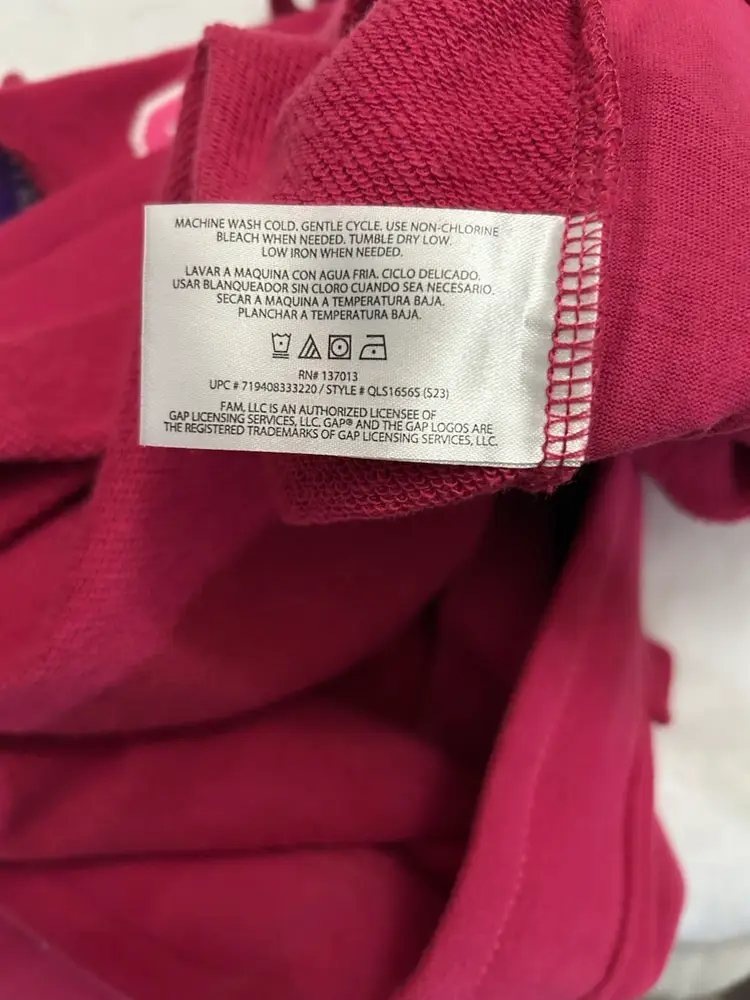 MACHINE WASH COLD. GENTLE CYCLE. USE NON-CHLORINE
BLEACH WHEN NEEDED. TUMBLE DRY LOW.
LOW IRON WHEN NEEDED.
LAVAR A MAQUINA CON AGUA FRIA. CICLO DELICADO.
USAR BLANQUEADOR SIN CLORO CUANDO SEA NECESARIO.
SECAR A MAQUINA A TEMPERATURA BAJA.
PLANCHAR A TEMPERATURA BAJA.
RN# 137013
UPC # 719408333220 / STYLE # QLS1656S (S23)
FAM, LLC IS AN AUTHORIZED LICENSEE OF
GAP LICENSING SERVICES, LLC. GAP® AND THE GAP LOGOS ARE
THE REGISTERED TRADEMARKS OF GAP LICENSING SERVICES, LLC.